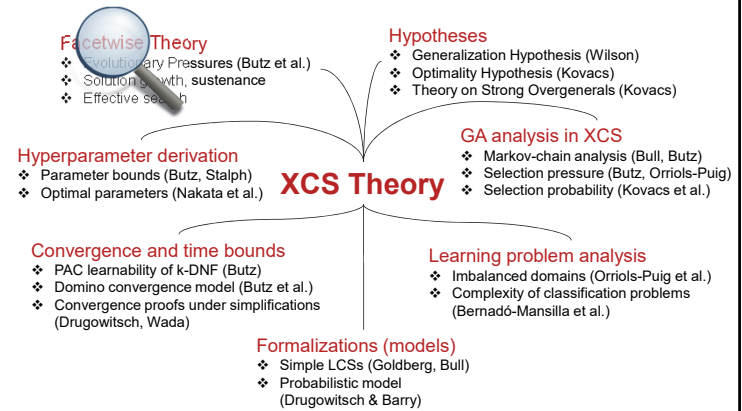 Facetwise Theory
❖ Evolutionary Pressures (Butz et al.)
❖ Solution growth, sustenance
❖ Effective search
Hypotheses
❖ Generalization Hypothesis (Wilson)
❖ Optimality Hypothesis (Kovacs)
❖ Theory on Strong Overgenerals (Kovacs)
Hyperparameter derivation
❖ Parameter bounds (Butz, Stalph)
❖ Optimal parameters (Nakata et al.)
XCS Theory
GA analysis in XCS
❖ Markov-chain analysis (Bull, Butz)
❖ Selection pressure (Butz, Orriols-Puig)
❖ Selection probability (Kovacs et al.)
Convergence and time bounds
❖ PAC learnability of k-DNF (Butz)
❖ Domino convergence model (Butz et al.)
❖ Convergence proofs under simplifications
(Drugowitsch, Wada)
Learning problem analysis
❖ Imbalanced domains (Orriols-Puig et al.)
❖ Complexity of classification problems
(Bernadó-Mansilla et al.)
Formalizations (models)
❖ Simple LCSs (Goldberg, Bull)
❖ Probabilistic model
(Drugowitsch & Barry)